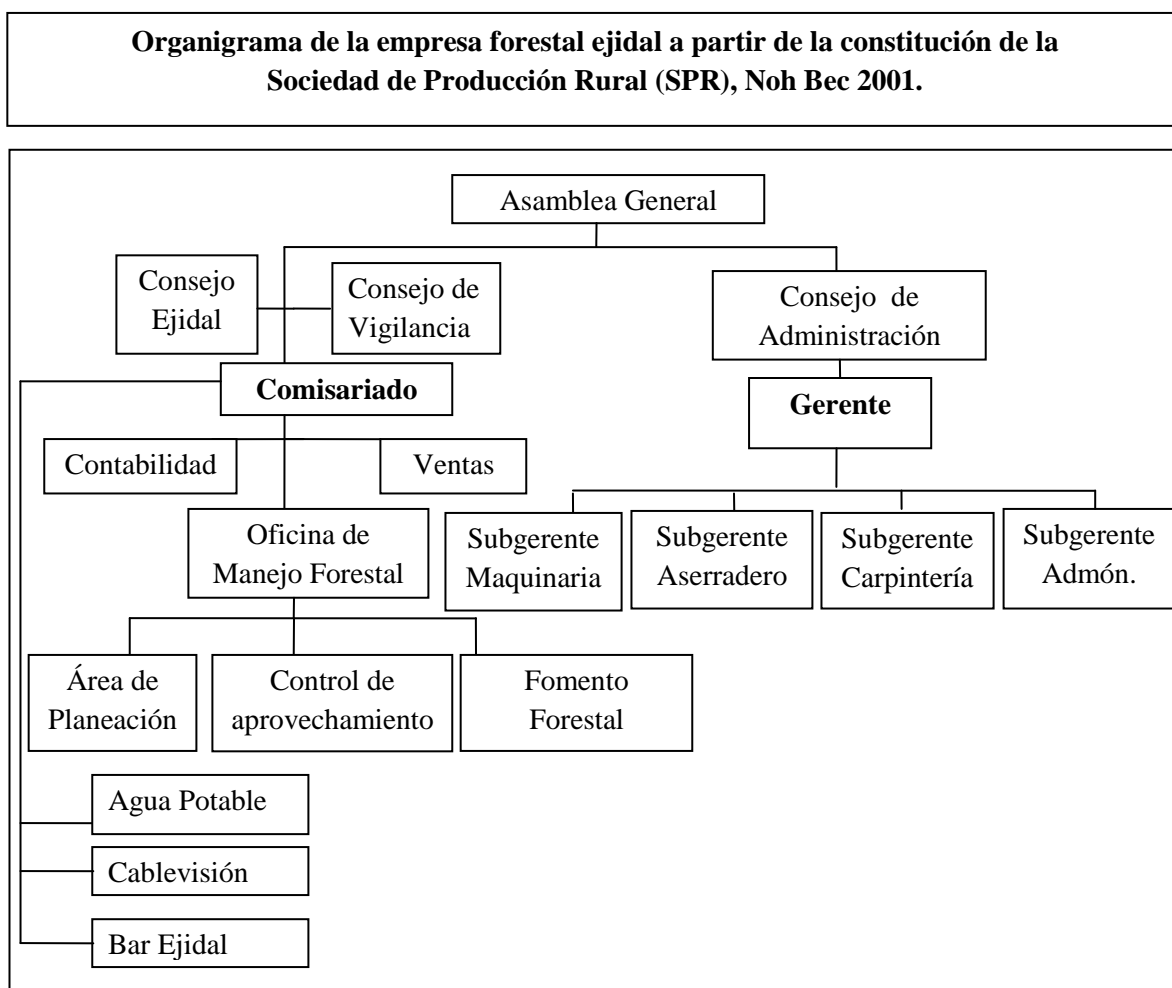 Organigrama de la empresa forestal ejidal a partir de la constitución de la
Sociedad de Producción Rural (SPR), Noh Bec 2001.
Asamblea General
Consejo
Ejidal
Consejo de
Vigilancia
Consejo de
Administración
Comisariado
Gerente
Contabilidad
Ventas
Oficina de
Manejo Forestal
Subgerente
Maquinaria
Subgerente
Aserradero
Subgerente
Carpintería
Subgerente
Admón.
Área de
Planeación
Control de
aprovechamiento
Fomento
Forestal
Agua Potable
Cablevisión
Bar Ejidal